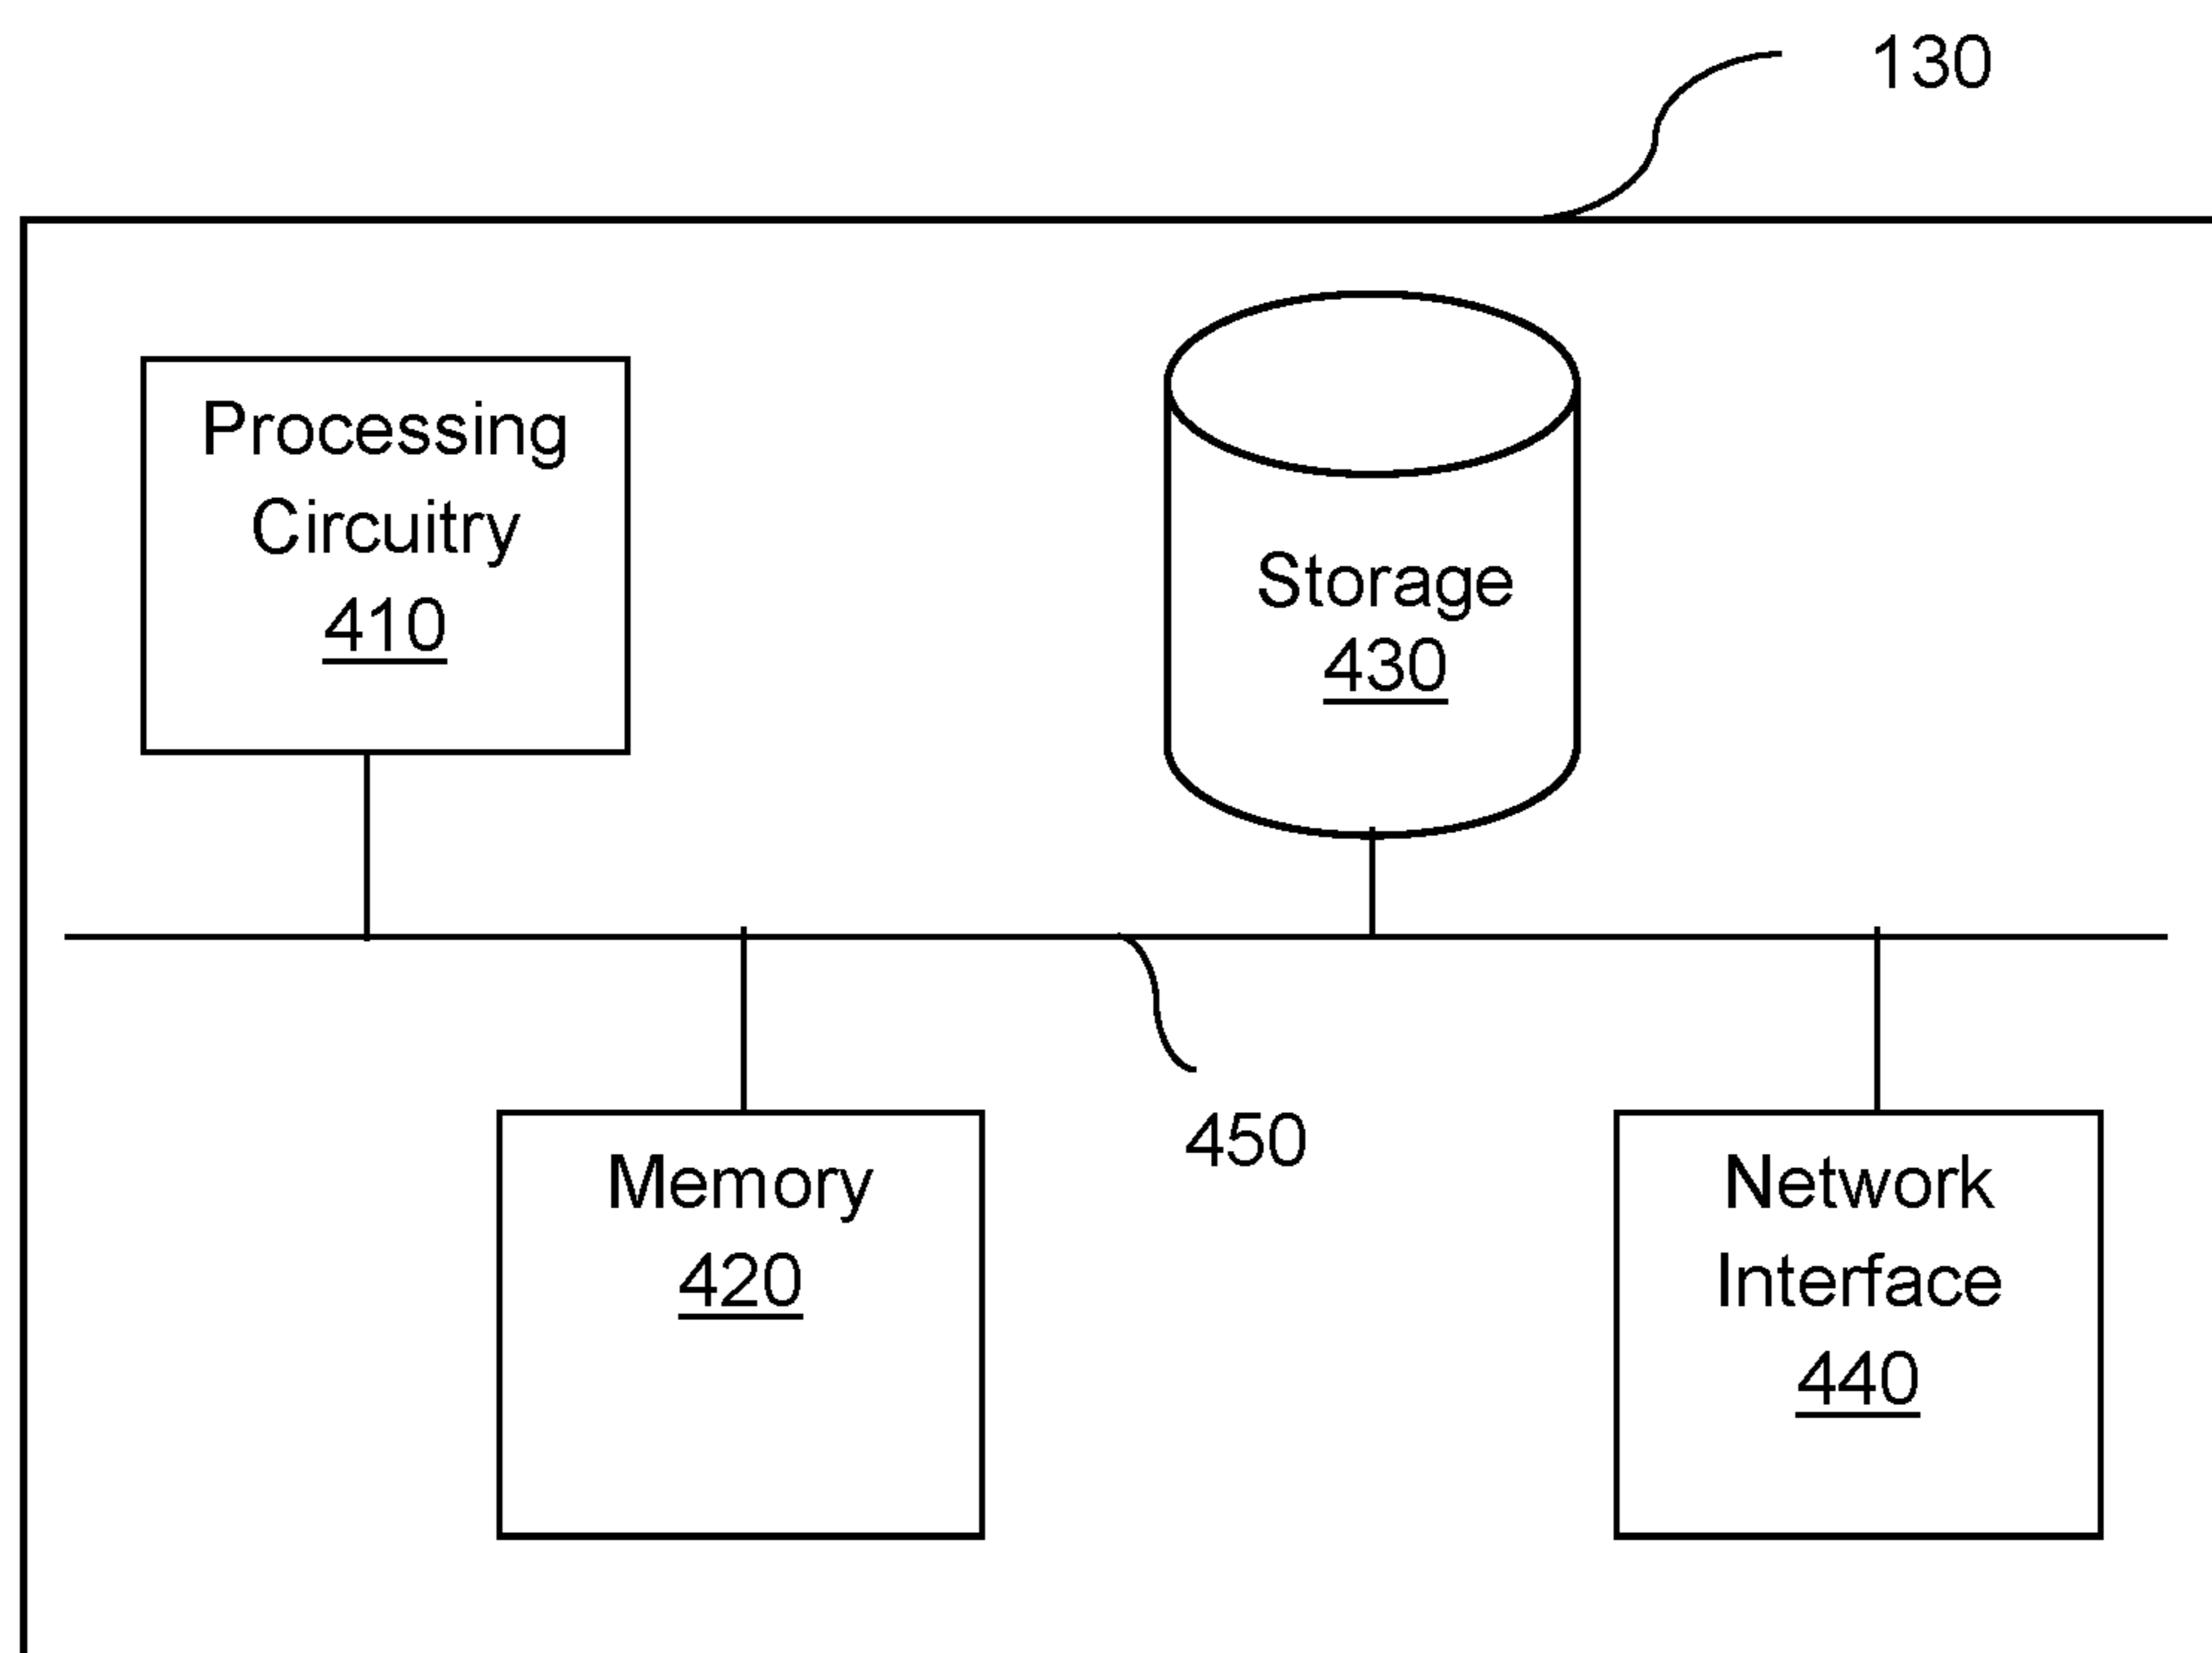 130
Processing
Circuitry
410
Storage
430
450
Memory
420
Network
Interface
440